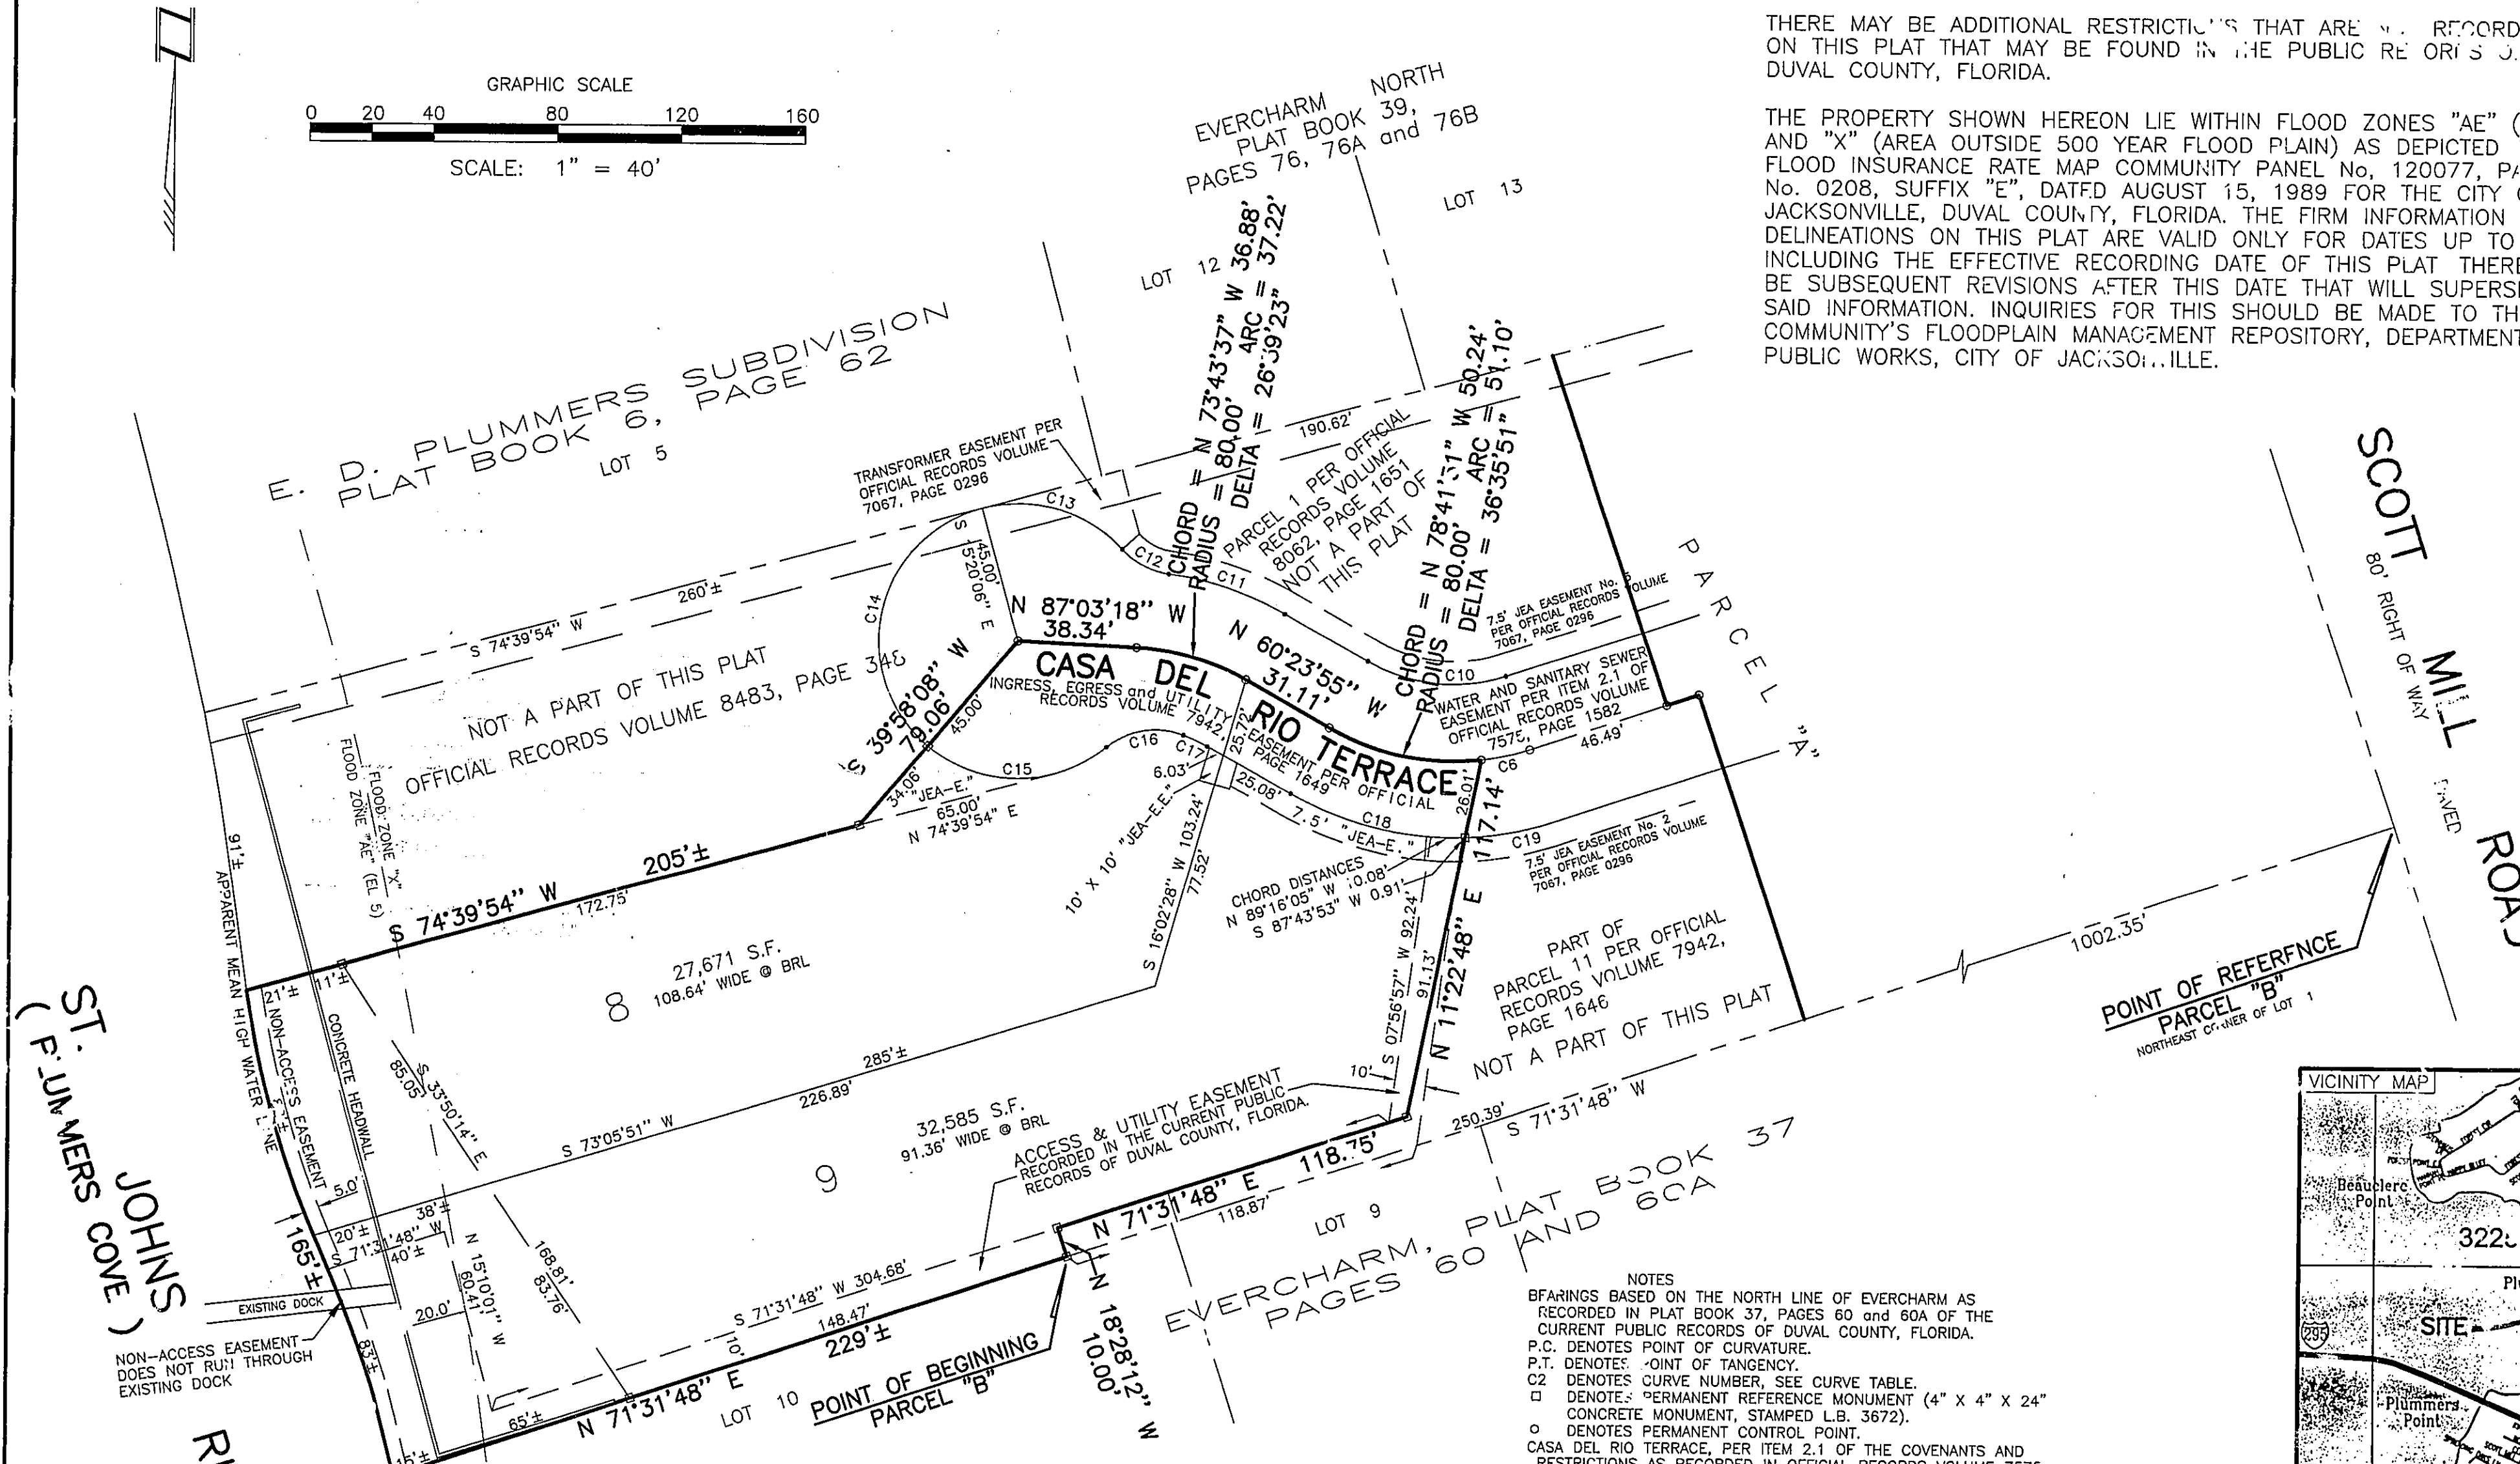 GRAPHIC SCALE
0 20 40 80 120 160
SCALE: 1" = 40'
THERE MAY BE ADDITIONAL RESTRICTIONS THAT ARE
ON THIS PLAT THAT MAY BE FOUND IN THE PUBLIC
DUVAL COUNTY, FLORIDA.
THE PROPERTY SHOWN HEREON LIE WITHIN FLOOD ZONES "AE" (
AND "X" (AREA OUTSIDE 500 YEAR FLOOD PLAIN) AS DEPICTED
FLOOD INSURANCE RATE MAP COMMUNITY PANEL No, 120077, PA
No. 0208, SUFFIX "E", DATED AUGUST 15, 1989 FOR THE CITY
JACKSONVILLE, DUVAL COUNTY, FLORIDA. THE FIRM INFORMATION
DELINEATIONS ON THIS PLAT ARE VALID ONLY FOR DATES UP TO
INCLUDING THE EFFECTIVE RECORDING DATE OF THIS PLAT THERE
BE SUBSEQUENT REVISIONS AFTER THIS DATE THAT WILL SUPERS
SAID INFORMATION. INQUIRIES FOR THIS SHOULD BE MADE TO TH
COMMUNITY'S FLOODPLAIN MANAGEMENT REPOSITORY, DEPARTMENT
PUBLIC WORKS, CITY OF JACKSONVILLE.
EVERCHARM NORTH
PLAT BOOK 39,
PAGES 76, 76A and 76B
LOT 13
LOT 12
E. D. PLUMMERS SUBDIVISION
PLAT BOOK 6, PAGE 62
LOT 5
TRANSFORMER EASEMENT PER
OFFICIAL RECORDS VOLUME
7067, PAGE 0296
CHORD = N 73°43'37" W 36.88'
RADIUS = 80.00' ARC = 37.22'
DELTA = 26°39'23"
190.62'
PARCEL 1 PER OFFICIAL
RECORDS VOLUME
8062, PAGE 1651
NOT A PART OF
THIS PLAT
CHORD = N 78°41'51" W 50.24'
RADIUS = 80.00' ARC = 51.10'
DELTA = 36°35'51"
C13
C12
C11
C14
C10
45.00'
S 15°20'06" E
260'±
S 74°39'54" W
NOT A PART OF THIS PLAT
OFFICIAL RECORDS VOLUME 8483, PAGE 348
N 87°03'18" W
38.34'
N 60°23'55" W
31.11'
7.5' JEA EASEMENT No. 
PER OFFICIAL RECORDS VOLUME
7067, PAGE 0296
WATER AND SANITARY SEWER
EASEMENT PER ITEM 2.1 OF
OFFICIAL RECORDS VOLUME
7575, PAGE 1582
PARCEL "A"
46.49'
C6
CASA DEL RIO TERRACE
INGRESS, EGRESS and UTILITY EASEMENT PER OFFICIAL
RECORDS VOLUME 7942, PAGE 1649
S 39°58'08" W
79.06'
45.00'
34.06'
C15
C16
C17
C18
C19
"JEA-E."
65.00'
N 74°39'54" E
6.03'
25.72'
25.08'
7.5' "JEA-E."
10' X 10' "JEA-E.E."
S 16°02'28" W 103.24'
77.52'
26.01'
117.14'
7.5' JEA EASEMENT No. 2
PER OFFICIAL RECORDS VOLUME
7067, PAGE 0296
CHORD DISTANCES
N 89°16'05" W 10.08'
S 87°43'53" W 0.91'
S 07°56'57" W 92.24'
91.13'
N 11°22'48" E
PART OF
PARCEL 11 PER OFFICIAL
RECORDS VOLUME 7942,
PAGE 1646
NOT A PART OF THIS PLAT
SCOTT MILL ROAD
80' RIGHT OF WAY
PAVED
1002.35'
POINT OF REFERENCE
PARCEL "B"
NORTHEAST CORNER OF LOT 1
91'±
APPARENT MEAN HIGH WATER LINE
FLOOD ZONE "X"
FLOOD ZONE "AE" (EL 5)
S 74°39'54" W
205'±
172.75'
21'±
11'±
NON-ACCESS EASEMENT
CONCRETE HEADWALL
27,671 S.F.
108.64' WIDE @ BRL
8
S 33°50'14" E
85.05'
285'±
S 73°05'51" W
226.89'
32,585 S.F.
91.36' WIDE @ BRL
9
ACCESS & UTILITY EASEMENT
RECORDED IN THE CURRENT PUBLIC
RECORDS OF DUVAL COUNTY, FLORIDA.
10'
250.39'
S 71°31'48" W
N 71°31'48" E 118.75'
118.87'
LOT 9
EVERCHARM, PLAT BOOK 37
PAGES 60 AND 60A
ST. JOHNS
( PLUMMERS COVE )
5.0'
38'±
20'±
S 71°31'48" W
40'±
165'±
EXISTING DOCK
NON-ACCESS EASEMENT
DOES NOT RUN THROUGH
EXISTING DOCK
83'±
20.0'
N 15°10'01" W
60.41'
168.81'
83.76'
S 71°31'48" W 304.68'
148.47'
229'±
10'
65'±
15'±
N 71°31'48" E
LOT 10
POINT OF BEGINNING
PARCEL "B"
N 18°28'12" W
10.00'
NOTES
BEARINGS BASED ON THE NORTH LINE OF EVERCHARM AS
RECORDED IN PLAT BOOK 37, PAGES 60 and 60A OF THE
CURRENT PUBLIC RECORDS OF DUVAL COUNTY, FLORIDA.
P.C. DENOTES POINT OF CURVATURE.
P.T. DENOTES POINT OF TANGENCY.
C2 DENOTES CURVE NUMBER, SEE CURVE TABLE.
□ DENOTES PERMANENT REFERENCE MONUMENT (4" X 4" X 24"
CONCRETE MONUMENT, STAMPED L.B. 3672).
○ DENOTES PERMANENT CONTROL POINT.
CASA DEL RIO TERRACE, PER ITEM 2.1 OF THE COVENANTS AND
RESTRICTIONS AS RECORDED IN OFFICIAL RECORDS VOLUME 7575,
VICINITY MAP
Beauclerc
Point
295
SITE
Plummers
Point